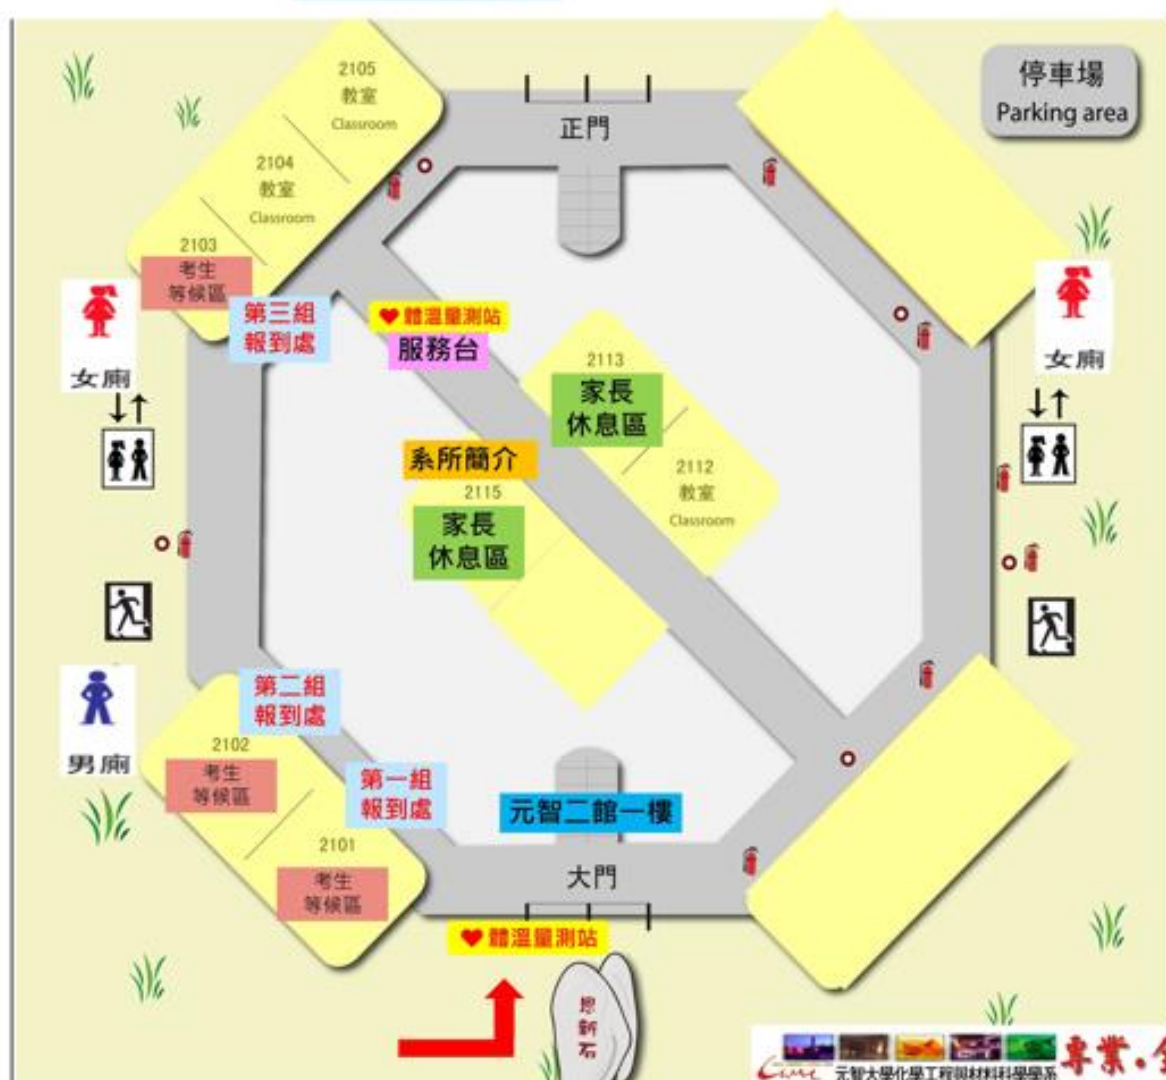 2105
教室
Classroom
正門
停車場
Parking area
2104
教室
Classroom
2103
考生
等候區
第三組
報到處
♥ 體溫量測站
服務台
女廁
↓↑
2113
家長
休息區
女廁
↓↑
系所簡介
2112
教室
Classroom
2115
家長
休息區
第二組
報到處
男廁
2102
考生
等候區
第一組
報到處
元智二館一樓
2101
考生
等候區
大門
♥ 體溫量測站
元智大學化學工程與材料科學學系
專業.